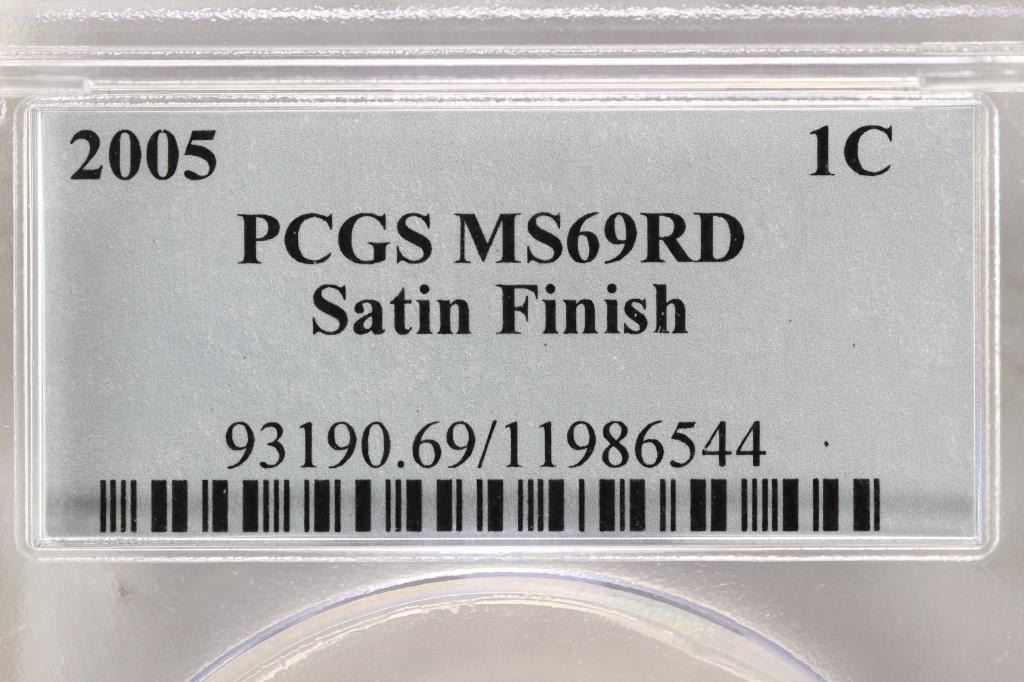 2005 1C
PCGS MS69RD
Satin Finish
93190.69/11986544